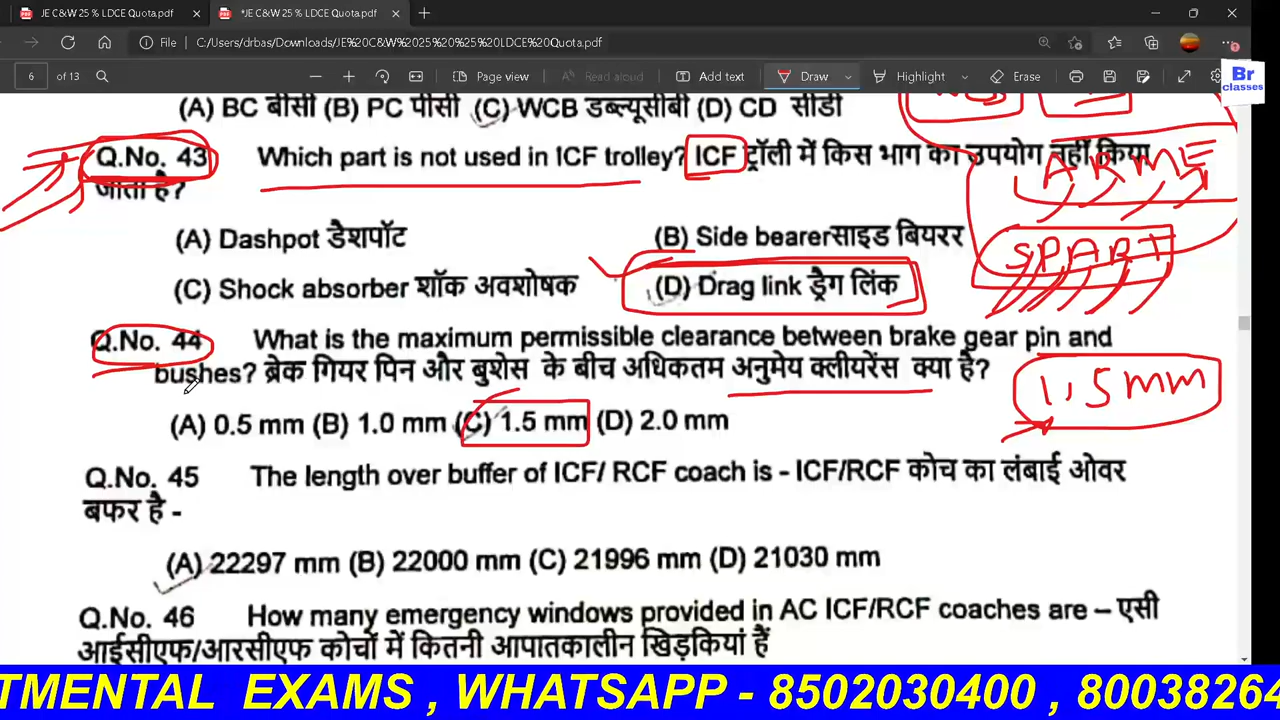 JE C&W 25 % LDCE Quota.pdf
*JE C&W 25 % LDCE Quota.pdf
File C:/Users/drbas/Downloads/JE%20C&W%2025%20%25%20LDCE%20Quota.pdf
6 of 13 Page view Read aloud Add text Draw Highlight Erase
Br
classes
(A) BC बीसी (B) PC पीसी (C) WCB डब्ल्यूसीबी (D) CD सीडी
Q.No. 43 Which part is not used in ICF trolley? ICF ट्रॉली में किस भाग का उपयोग नहीं किया
जाता है?
ARME
(A) Dashpot डैशपॉट (B) Side bearer साइड बियरर
SPART
(C) Shock absorber शॉक अवशोषक (D) Drag link ड्रैग लिंक
Q.No. 44 What is the maximum permissible clearance between brake gear pin and
bushes? ब्रेक गियर पिन और बुशेस के बीच अधिकतम अनुमेय क्लीयरेंस क्या है?
1.5 mm
(A) 0.5 mm (B) 1.0 mm (C) 1.5 mm (D) 2.0 mm
Q.No. 45 The length over buffer of ICF/ RCF coach is - ICF/RCF कोच का लंबाई ओवर
बफर है -
(A) 22297 mm (B) 22000 mm (C) 21996 mm (D) 21030 mm
Q.No. 46 How many emergency windows provided in AC ICF/RCF coaches are – एसी
आईसीएफ/आरसीएफ कोचों में कितनी आपातकालीन खिड़कियां हैं
TMENTAL EXAMS , WHATSAPP - 8502030400 , 80038264